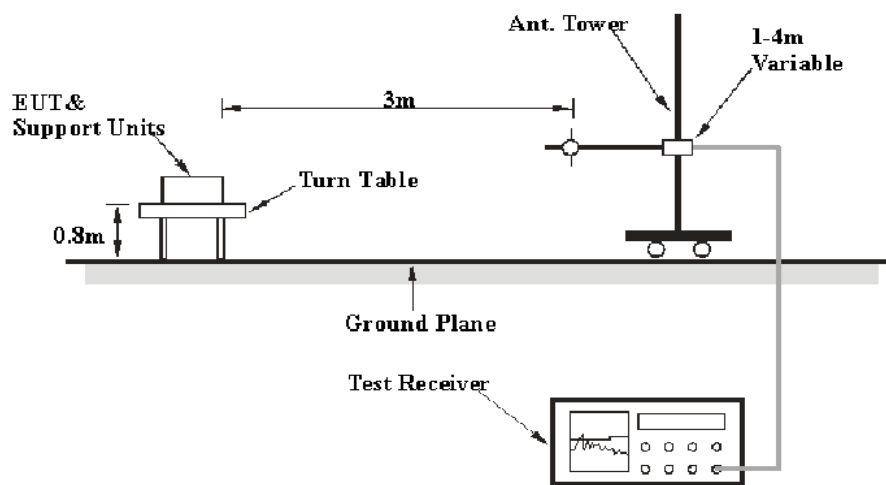 Ant. Tower
1-4m
Variable
3m
EUT&
Support Units
Turn Table
0.8m
Ground Plane
Test Receiver